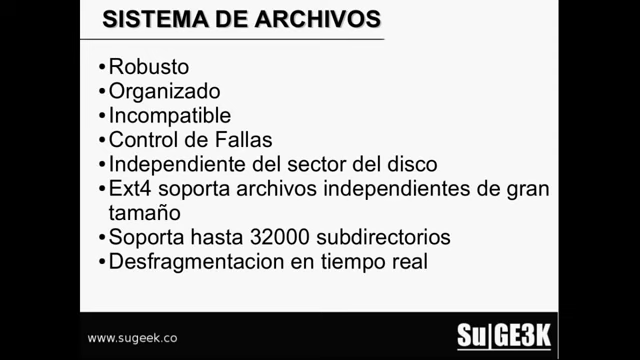 SISTEMA DE ARCHIVOS
•Robusto
•Organizado
•Incompatible
•Control de Fallas
•Independiente del sector del disco
•Ext4 soporta archivos independientes de gran
tamaño
•Soporta hasta 32000 subdirectorios
•Desfragmentacion en tiempo real
www.sugeek.co
Su|GE3K